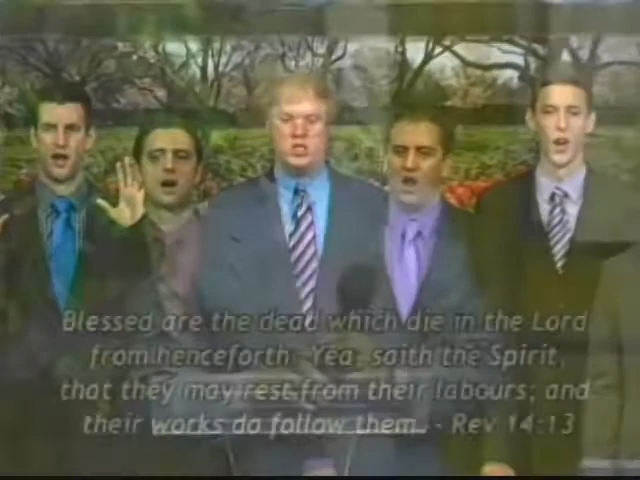 Blessed are the dead which die in the Lord
from henceforth: Yea, saith the Spirit,
that they may rest from their labours; and
their works do follow them. - Rev 14:13